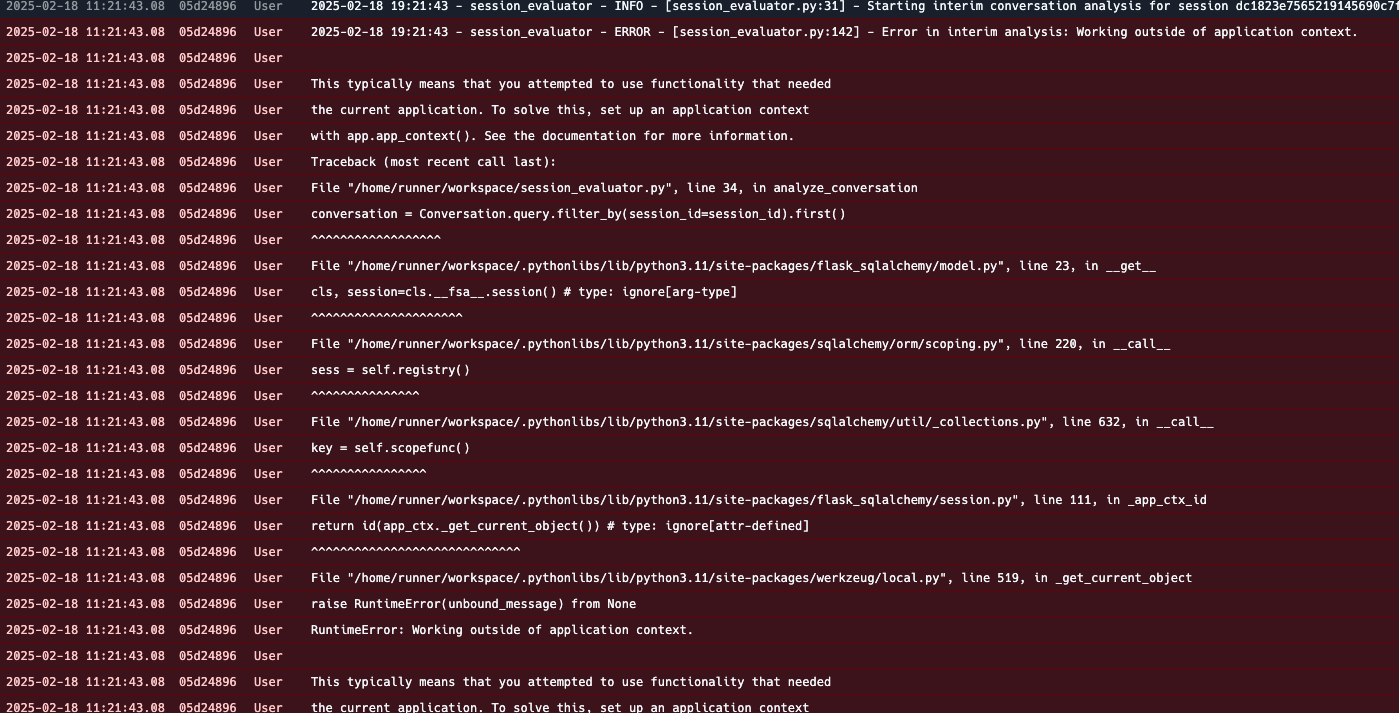 2025-02-18 11:21:43.08 05d24896 User 2025-02-18 19:21:43 - session_evaluator - INFO - [session_evaluator.py:31] - Starting interim conversation analysis for session dc1823e7565219145690c7f
2025-02-18 11:21:43.08 05d24896 User 2025-02-18 19:21:43 - session_evaluator - ERROR - [session_evaluator.py:142] - Error in interim analysis: Working outside of application context.
2025-02-18 11:21:43.08 05d24896 User
2025-02-18 11:21:43.08 05d24896 User This typically means that you attempted to use functionality that needed
2025-02-18 11:21:43.08 05d24896 User the current application. To solve this, set up an application context
2025-02-18 11:21:43.08 05d24896 User with app.app_context(). See the documentation for more information.
2025-02-18 11:21:43.08 05d24896 User Traceback (most recent call last):
2025-02-18 11:21:43.08 05d24896 User File "/home/runner/workspace/session_evaluator.py", line 34, in analyze_conversation
2025-02-18 11:21:43.08 05d24896 User conversation = Conversation.query.filter_by(session_id=session_id).first()
2025-02-18 11:21:43.08 05d24896 User ^^^^^^^^^^^^^^^^^^
2025-02-18 11:21:43.08 05d24896 User File "/home/runner/workspace/.pythonlibs/lib/python3.11/site-packages/flask_sqlalchemy/model.py", line 23, in __get__
2025-02-18 11:21:43.08 05d24896 User cls, session=cls.__fsa__.session() # type: ignore[arg-type]
2025-02-18 11:21:43.08 05d24896 User ^^^^^^^^^^^^^^^^^^^^^
2025-02-18 11:21:43.08 05d24896 User File "/home/runner/workspace/.pythonlibs/lib/python3.11/site-packages/sqlalchemy/orm/scoping.py", line 220, in __call__
2025-02-18 11:21:43.08 05d24896 User sess = self.registry()
2025-02-18 11:21:43.08 05d24896 User ^^^^^^^^^^^^^^^
2025-02-18 11:21:43.08 05d24896 User File "/home/runner/workspace/.pythonlibs/lib/python3.11/site-packages/sqlalchemy/util/_collections.py", line 632, in __call__
2025-02-18 11:21:43.08 05d24896 User key = self.scopefunc()
2025-02-18 11:21:43.08 05d24896 User ^^^^^^^^^^^^^^^^
2025-02-18 11:21:43.08 05d24896 User File "/home/runner/workspace/.pythonlibs/lib/python3.11/site-packages/flask_sqlalchemy/session.py", line 111, in _app_ctx_id
2025-02-18 11:21:43.08 05d24896 User return id(app_ctx._get_current_object()) # type: ignore[attr-defined]
2025-02-18 11:21:43.08 05d24896 User ^^^^^^^^^^^^^^^^^^^^^^^^^^^^^
2025-02-18 11:21:43.08 05d24896 User File "/home/runner/workspace/.pythonlibs/lib/python3.11/site-packages/werkzeug/local.py", line 519, in _get_current_object
2025-02-18 11:21:43.08 05d24896 User raise RuntimeError(unbound_message) from None
2025-02-18 11:21:43.08 05d24896 User RuntimeError: Working outside of application context.
2025-02-18 11:21:43.08 05d24896 User
2025-02-18 11:21:43.08 05d24896 User This typically means that you attempted to use functionality that needed
2025-02-18 11:21:43.08 05d24896 User the current application. To solve this, set up an application context